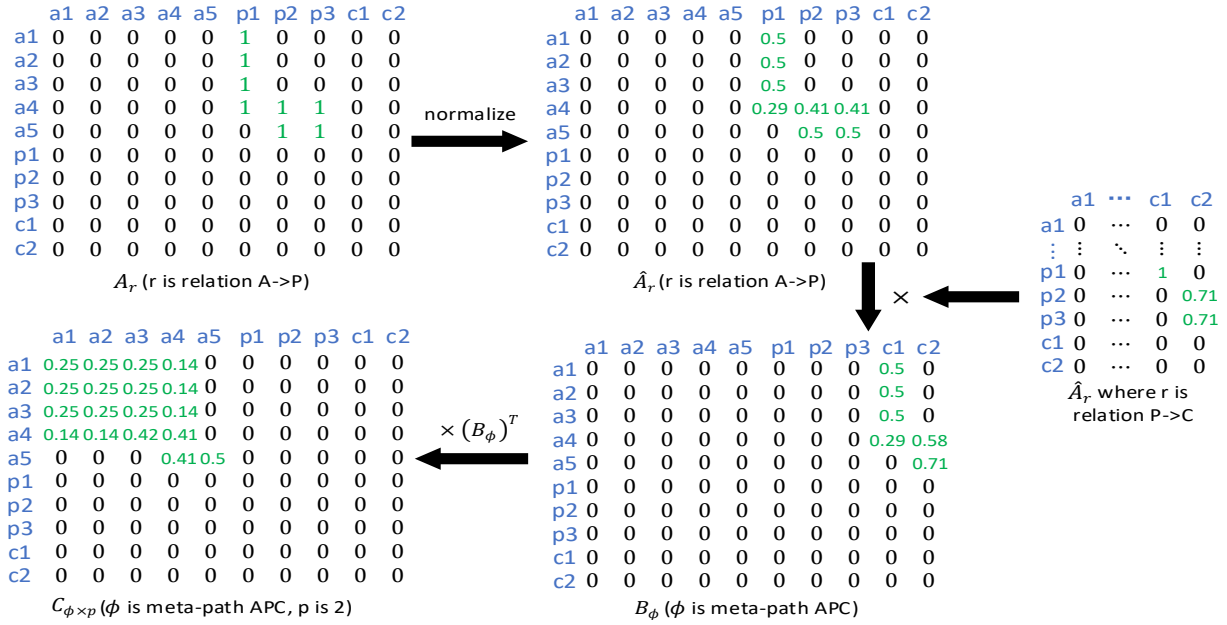 a1 a2 a3 a4 a5 p1 p2 p3 c1 c2
a1 0 0 0 0 0 1 0 0 0 0
a2 0 0 0 0 0 1 0 0 0 0
a3 0 0 0 0 0 1 0 0 0 0
a4 0 0 0 0 0 1 1 1 0 0
a5 0 0 0 0 0 0 1 1 0 0
p1 0 0 0 0 0 0 0 0 0 0
p2 0 0 0 0 0 0 0 0 0 0
p3 0 0 0 0 0 0 0 0 0 0
c1 0 0 0 0 0 0 0 0 0 0
c2 0 0 0 0 0 0 0 0 0 0
A_r (r is relation A->P)
normalize
a1 a2 a3 a4 a5 p1 p2 p3 c1 c2
a1 0 0 0 0 0 0.5 0 0 0 0
a2 0 0 0 0 0 0.5 0 0 0 0
a3 0 0 0 0 0 0.5 0 0 0 0
a4 0 0 0 0 0 0.29 0.41 0.41 0 0
a5 0 0 0 0 0 0 0.5 0.5 0 0
p1 0 0 0 0 0 0 0 0 0 0
p2 0 0 0 0 0 0 0 0 0 0
p3 0 0 0 0 0 0 0 0 0 0
c1 0 0 0 0 0 0 0 0 0 0
c2 0 0 0 0 0 0 0 0 0 0
Â_r (r is relation A->P)
×
a1 ⋯ c1 c2
a1 0 ⋯ 0 0
⋮ ⋮ ⋱ ⋮ ⋮
p1 0 ⋯ 1 0
p2 0 ⋯ 0 0.71
p3 0 ⋯ 0 0.71
c1 0 ⋯ 0 0
c2 0 ⋯ 0 0
Â_r where r is
relation P->C
a1 a2 a3 a4 a5 p1 p2 p3 c1 c2
a1 0 0 0 0 0 0 0 0 0.5 0
a2 0 0 0 0 0 0 0 0 0.5 0
a3 0 0 0 0 0 0 0 0 0.5 0
a4 0 0 0 0 0 0 0 0 0.29 0.58
a5 0 0 0 0 0 0 0 0 0 0.71
p1 0 0 0 0 0 0 0 0 0 0
p2 0 0 0 0 0 0 0 0 0 0
p3 0 0 0 0 0 0 0 0 0 0
c1 0 0 0 0 0 0 0 0 0 0
c2 0 0 0 0 0 0 0 0 0 0
B_ϕ (ϕ is meta-path APC)
× (B_ϕ)^T
a1 a2 a3 a4 a5 p1 p2 p3 c1 c2
a1 0.25 0.25 0.25 0.14 0 0 0 0 0 0
a2 0.25 0.25 0.25 0.14 0 0 0 0 0 0
a3 0.25 0.25 0.25 0.14 0 0 0 0 0 0
a4 0.14 0.14 0.42 0.41 0 0 0 0 0 0
a5 0 0 0 0.41 0.5 0 0 0 0 0
p1 0 0 0 0 0 0 0 0 0 0
p2 0 0 0 0 0 0 0 0 0 0
p3 0 0 0 0 0 0 0 0 0 0
c1 0 0 0 0 0 0 0 0 0 0
c2 0 0 0 0 0 0 0 0 0 0
C_ϕ×p (ϕ is meta-path APC, p is 2)